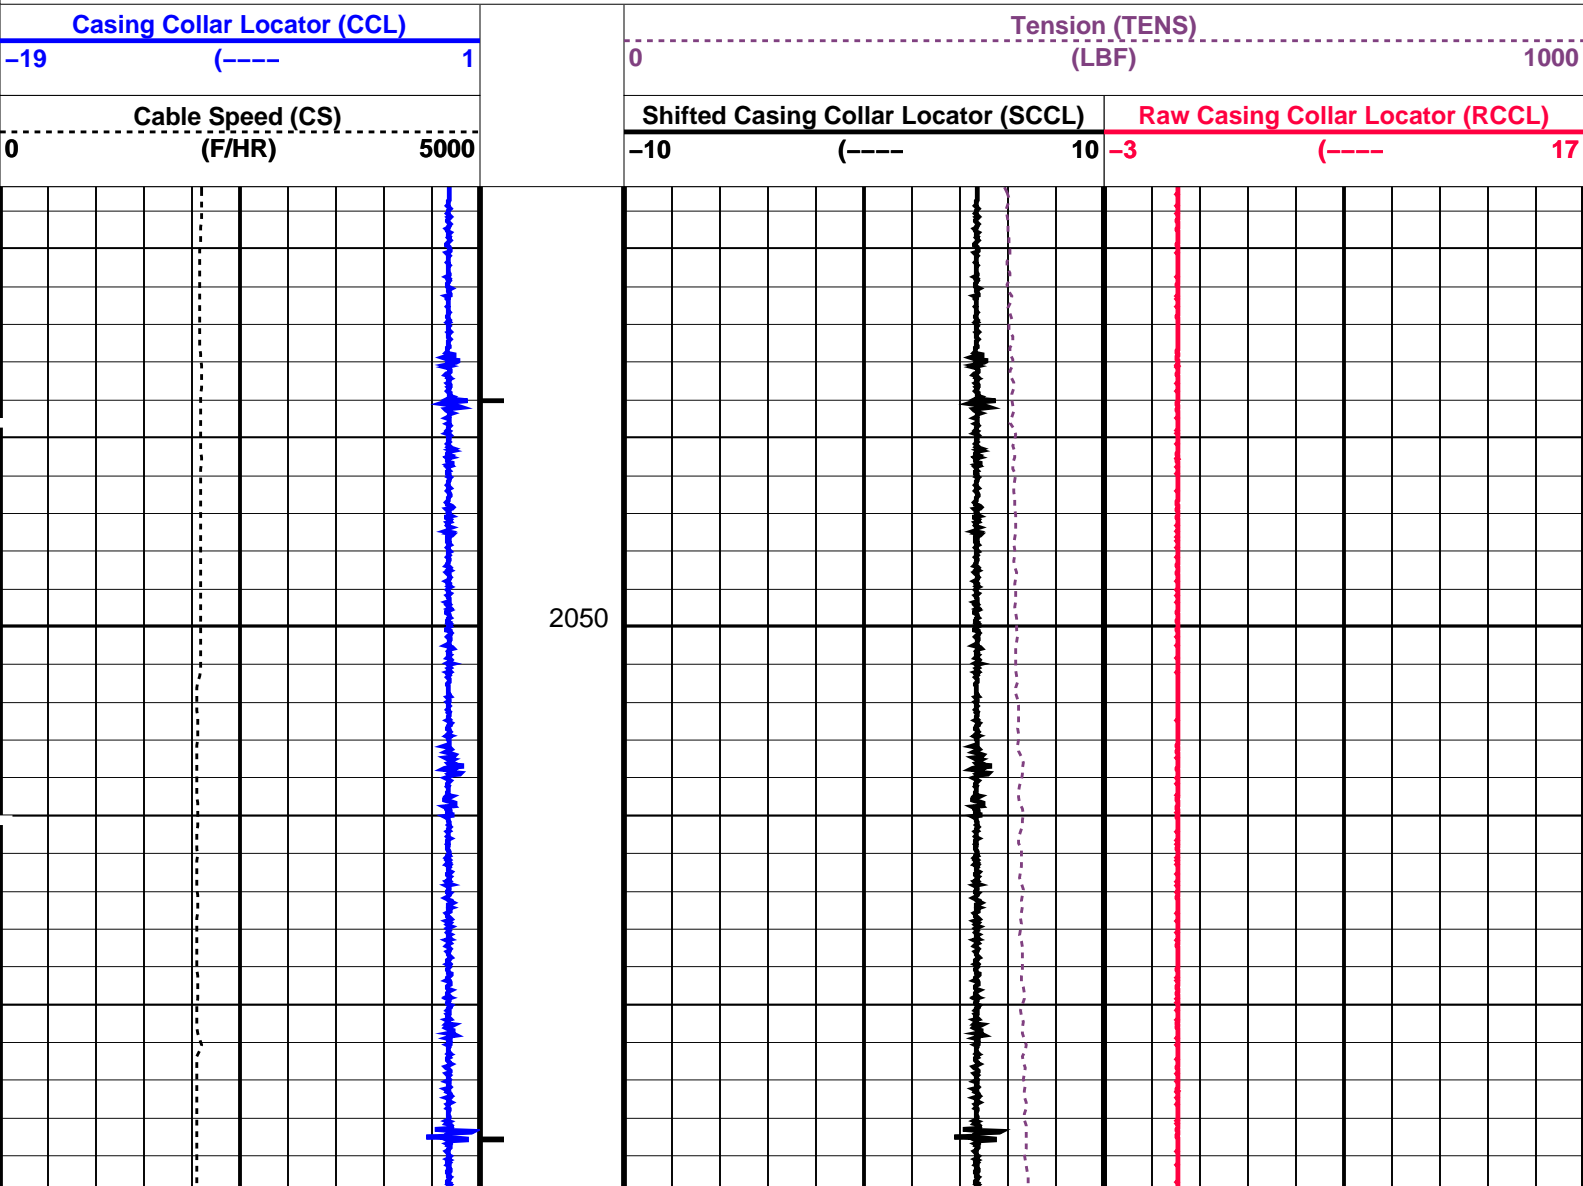 Casing Collar Locator (CCL)
−19 (−−−− 1
Cable Speed (CS)
0 (F/HR) 5000
Tension (TENS)
0 (LBF) 1000
Shifted Casing Collar Locator (SCCL)
−10 (−−−− 10
Raw Casing Collar Locator (RCCL)
−3 (−−−− 17
2050